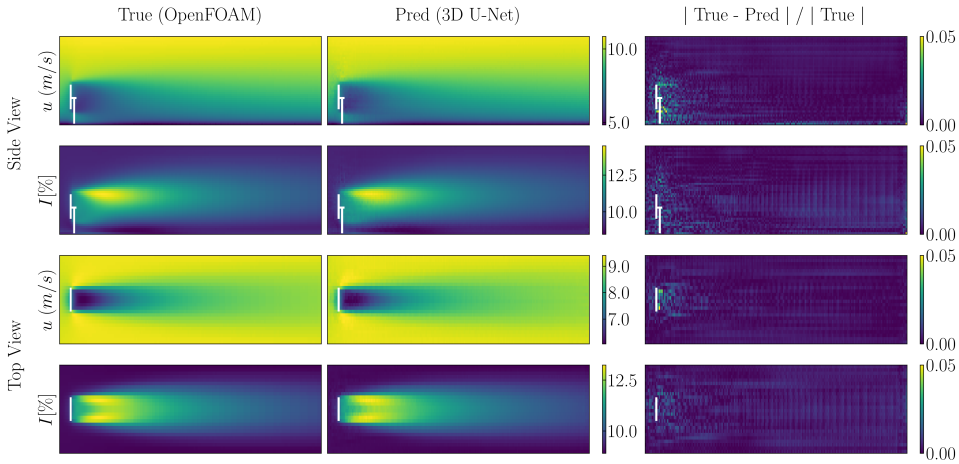 True (OpenFOAM)
Pred (3D U-Net)
| True - Pred | / | True |
Side View
u (m/s)
10.0
5.0
0.05
0.00
I[%]
12.5
10.0
0.05
0.00
Top View
u (m/s)
9.0
8.0
7.0
0.05
0.00
I[%]
12.5
10.0
0.05
0.00